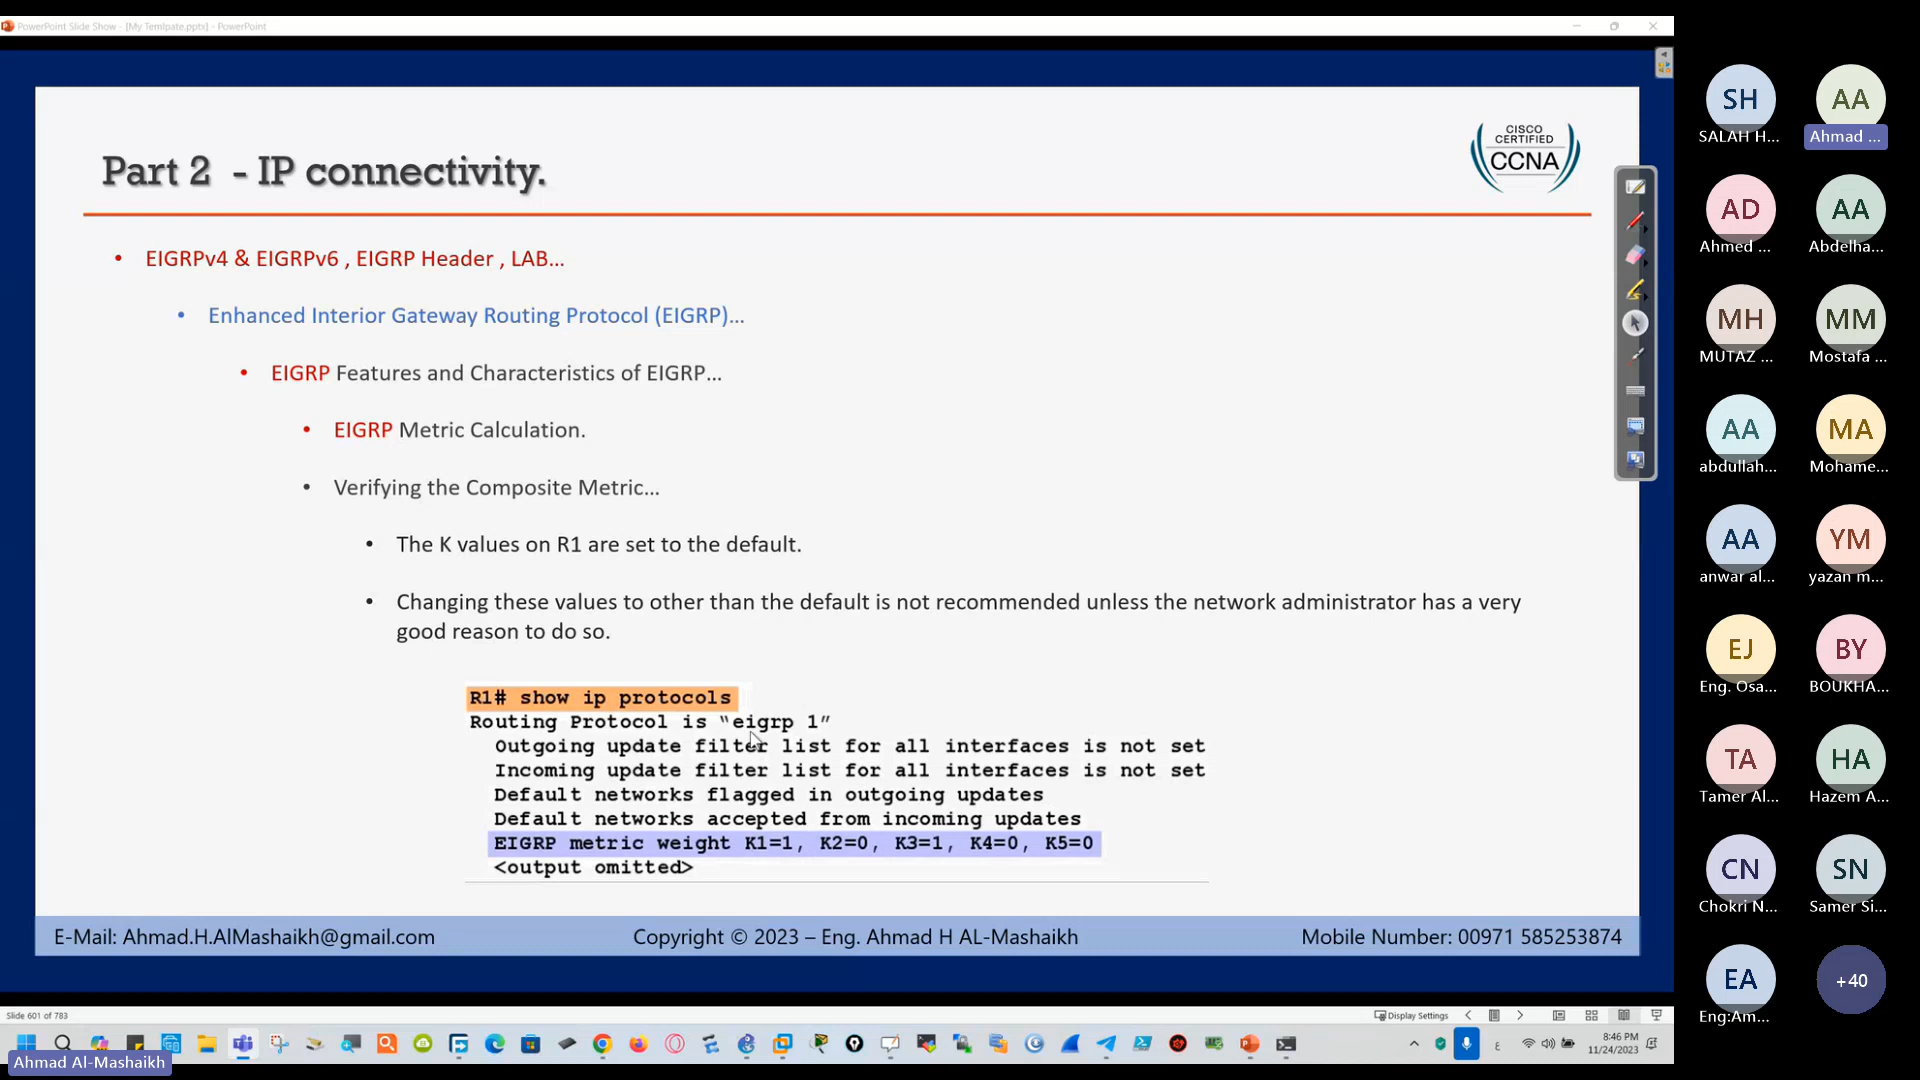 PowerPoint Slide Show - [My Temlpate.pptx] - PowerPoint
Part 2 - IP connectivity.
CISCO
CERTIFIED
CCNA
• EIGRPv4 & EIGRPv6 , EIGRP Header , LAB...
• Enhanced Interior Gateway Routing Protocol (EIGRP)...
• EIGRP Features and Characteristics of EIGRP...
• EIGRP Metric Calculation.
• Verifying the Composite Metric...
• The K values on R1 are set to the default.
• Changing these values to other than the default is not recommended unless the network administrator has a very
good reason to do so.
R1# show ip protocols
Routing Protocol is “eigrp 1”
Outgoing update filter list for all interfaces is not set
Incoming update filter list for all interfaces is not set
Default networks flagged in outgoing updates
Default networks accepted from incoming updates
EIGRP metric weight K1=1, K2=0, K3=1, K4=0, K5=0
<output omitted>
E-Mail: Ahmad.H.AlMashaikh@gmail.com
Copyright © 2023 – Eng. Ahmad H AL-Mashaikh
Mobile Number: 00971 585253874
Slide 601 of 783
Display Settings
8:46 PM
11/24/2023
Ahmad Al-Mashaikh
SH
SALAH H...
AA
Ahmad ...
AD
Ahmed ...
AA
Abdelha...
MH
MUTAZ ...
MM
Mostafa ...
AA
abdullah...
MA
Mohame...
AA
anwar al...
YM
yazan m...
EJ
Eng. Osa...
BY
BOUKHA...
TA
Tamer Al...
HA
Hazem A...
CN
Chokri N...
SN
Samer Si...
EA
Eng:Am...
+40